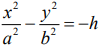 x²/a² − y²/b² = −h